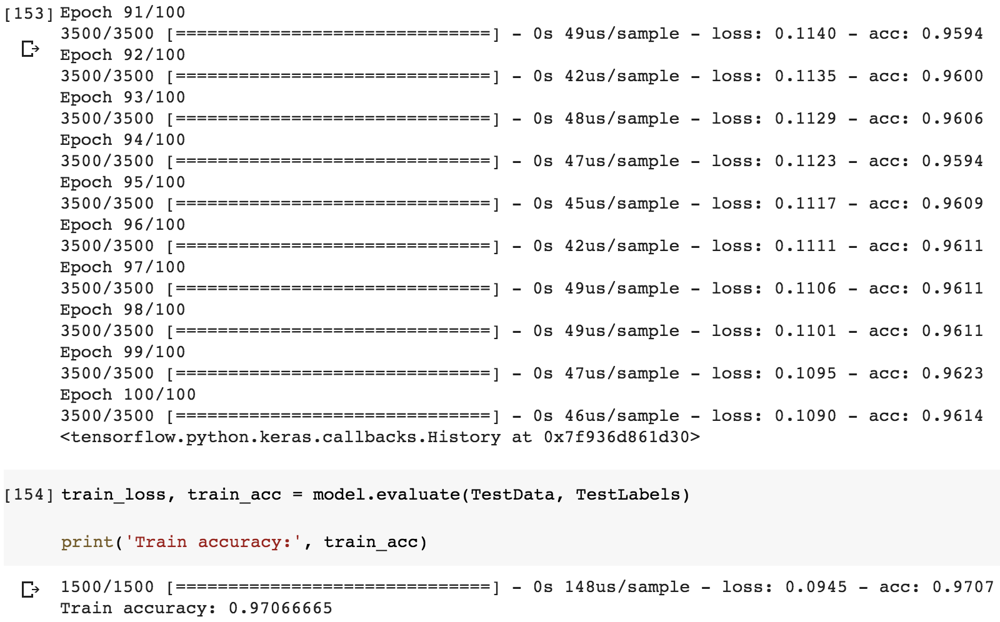 [153] Epoch 91/100
3500/3500 [==============================] - 0s 49us/sample - loss: 0.1140 - acc: 0.9594
Epoch 92/100
3500/3500 [==============================] - 0s 42us/sample - loss: 0.1135 - acc: 0.9600
Epoch 93/100
3500/3500 [==============================] - 0s 48us/sample - loss: 0.1129 - acc: 0.9606
Epoch 94/100
3500/3500 [==============================] - 0s 47us/sample - loss: 0.1123 - acc: 0.9594
Epoch 95/100
3500/3500 [==============================] - 0s 45us/sample - loss: 0.1117 - acc: 0.9609
Epoch 96/100
3500/3500 [==============================] - 0s 42us/sample - loss: 0.1111 - acc: 0.9611
Epoch 97/100
3500/3500 [==============================] - 0s 49us/sample - loss: 0.1106 - acc: 0.9611
Epoch 98/100
3500/3500 [==============================] - 0s 49us/sample - loss: 0.1101 - acc: 0.9611
Epoch 99/100
3500/3500 [==============================] - 0s 47us/sample - loss: 0.1095 - acc: 0.9623
Epoch 100/100
3500/3500 [==============================] - 0s 46us/sample - loss: 0.1090 - acc: 0.9614
<tensorflow.python.keras.callbacks.History at 0x7f936d861d30>
[154] train_loss, train_acc = model.evaluate(TestData, TestLabels)
print('Train accuracy:', train_acc)
1500/1500 [==============================] - 0s 148us/sample - loss: 0.0945 - acc: 0.9707
Train accuracy: 0.97066665